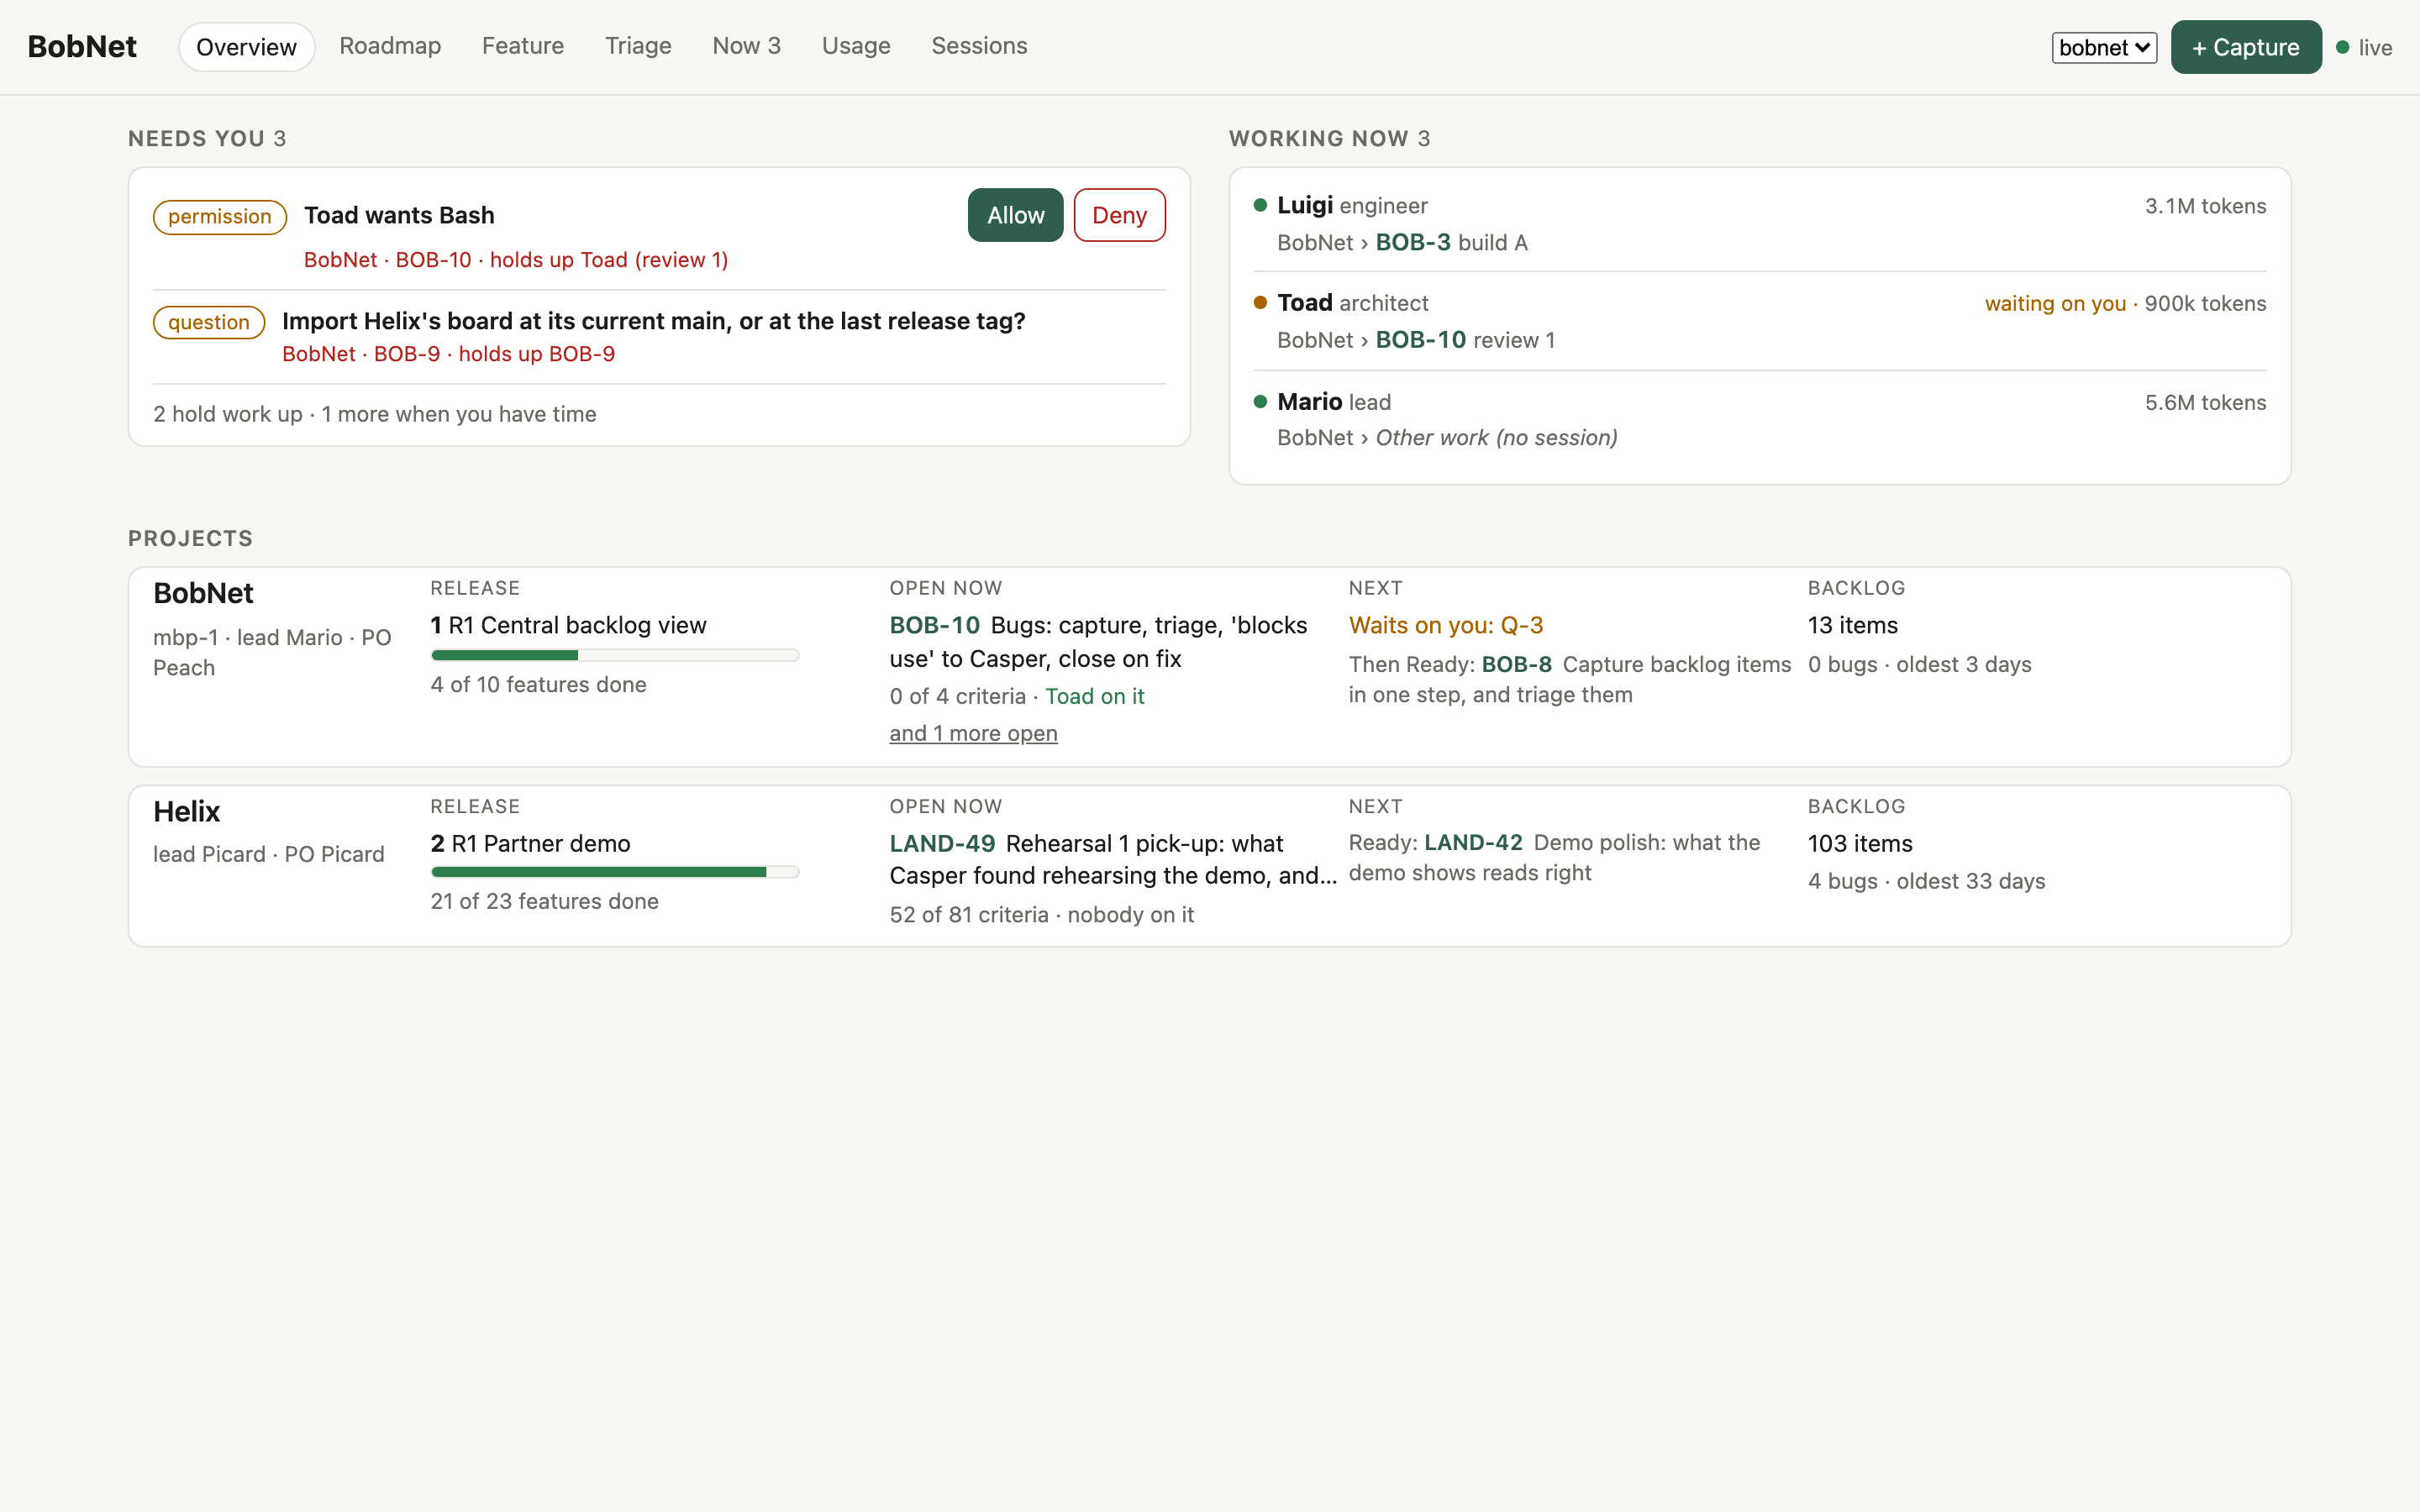 BobNet
Overview
Roadmap
Feature
Triage
Now 3
Usage
Sessions
bobnet
+ Capture
live
NEEDS YOU 3
permission
Toad wants Bash
Allow
Deny
BobNet · BOB-10 · holds up Toad (review 1)
question
Import Helix's board at its current main, or at the last release tag?
BobNet · BOB-9 · holds up BOB-9
2 hold work up · 1 more when you have time
WORKING NOW 3
Luigi engineer
3.1M tokens
BobNet › BOB-3 build A
Toad architect
waiting on you · 900k tokens
BobNet › BOB-10 review 1
Mario lead
5.6M tokens
BobNet › Other work (no session)
PROJECTS
BobNet
mbp-1 · lead Mario · PO
Peach
RELEASE
1 R1 Central backlog view
4 of 10 features done
OPEN NOW
BOB-10 Bugs: capture, triage, 'blocks
use' to Casper, close on fix
0 of 4 criteria · Toad on it
and 1 more open
NEXT
Waits on you: Q-3
Then Ready: BOB-8 Capture backlog items
in one step, and triage them
BACKLOG
13 items
0 bugs · oldest 3 days
Helix
lead Picard · PO Picard
RELEASE
2 R1 Partner demo
21 of 23 features done
OPEN NOW
LAND-49 Rehearsal 1 pick-up: what
Casper found rehearsing the demo, and...
52 of 81 criteria · nobody on it
NEXT
Ready: LAND-42 Demo polish: what the
demo shows reads right
BACKLOG
103 items
4 bugs · oldest 33 days